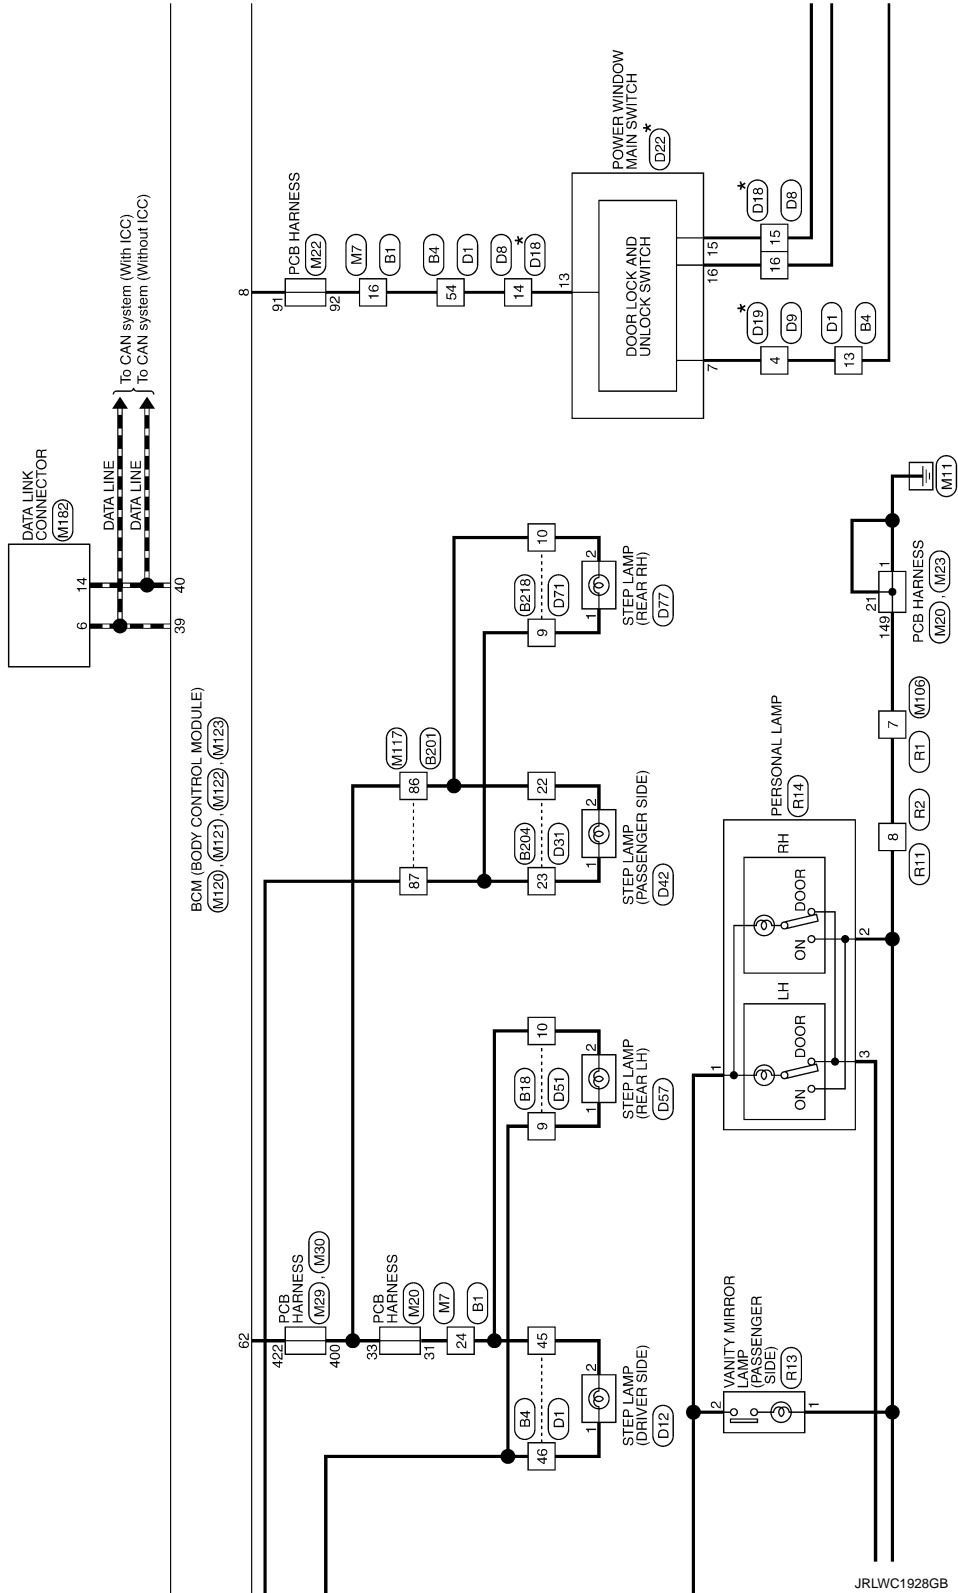 DATA LINK
CONNECTOR
M182
6
14
DATA LINE
DATA LINE
To CAN system (With ICC)
To CAN system (Without ICC)
39
40
BCM (BODY CONTROL MODULE)
M120 , M121 , M122 , M123
62
8
422
PCB
HARNESS
M29 , M30
400
33
PCB
HARNESS
M20
31
24
M7
B1
46
B4
D1
45
1
2
STEP LAMP
(DRIVER SIDE)
D12
9
B18
D51
10
1
2
STEP LAMP
(REAR LH)
D57
87
86
M117
B201
23
B204
D31
22
1
2
STEP LAMP
(PASSENGER SIDE)
D42
9
B218
D71
10
1
2
STEP LAMP
(REAR RH)
D77
91
PCB HARNESS
M22
92
16
M7
B1
54
B4
D1
14
D8
* D18
13
POWER WINDOW
MAIN SWITCH
D22 *
DOOR LOCK AND
UNLOCK SWITCH
7
16
15
4
D19 *
D9
13
D1
B4
16
15
D18 *
D8
VANITY MIRROR
LAMP
(PASSENGER
SIDE)
R13
2
1
PERSONAL LAMP
R14
1
LH
ON
DOOR
RH
ON
DOOR
3
2
8
R11
R2
7
R1
M106
149
21
1
PCB HARNESS
M20 , M23
M11
JRLWC1928GB